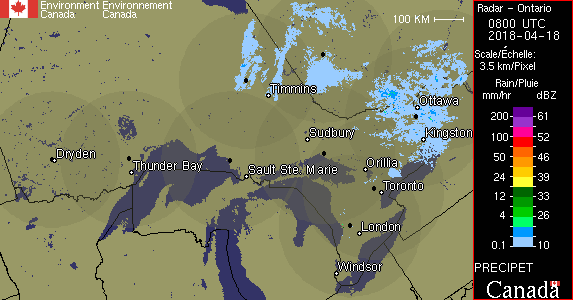 Environment Environnement
Canada Canada
100 KM
Timmins
Ottawa
Sudbury
Kingston
Dryden
Thunder Bay
Sault Ste. Marie
Orillia
Toronto
London
Windsor
Radar - Ontario
0800 UTC
2018-04-18
Scale/Échelle:
3.5 km/Pixel
Rain/Pluie
mm/hr dBZ
200 61
100 52
50 46
24 39
12 33
4 26
0.1 10
PRECIPET
Canada